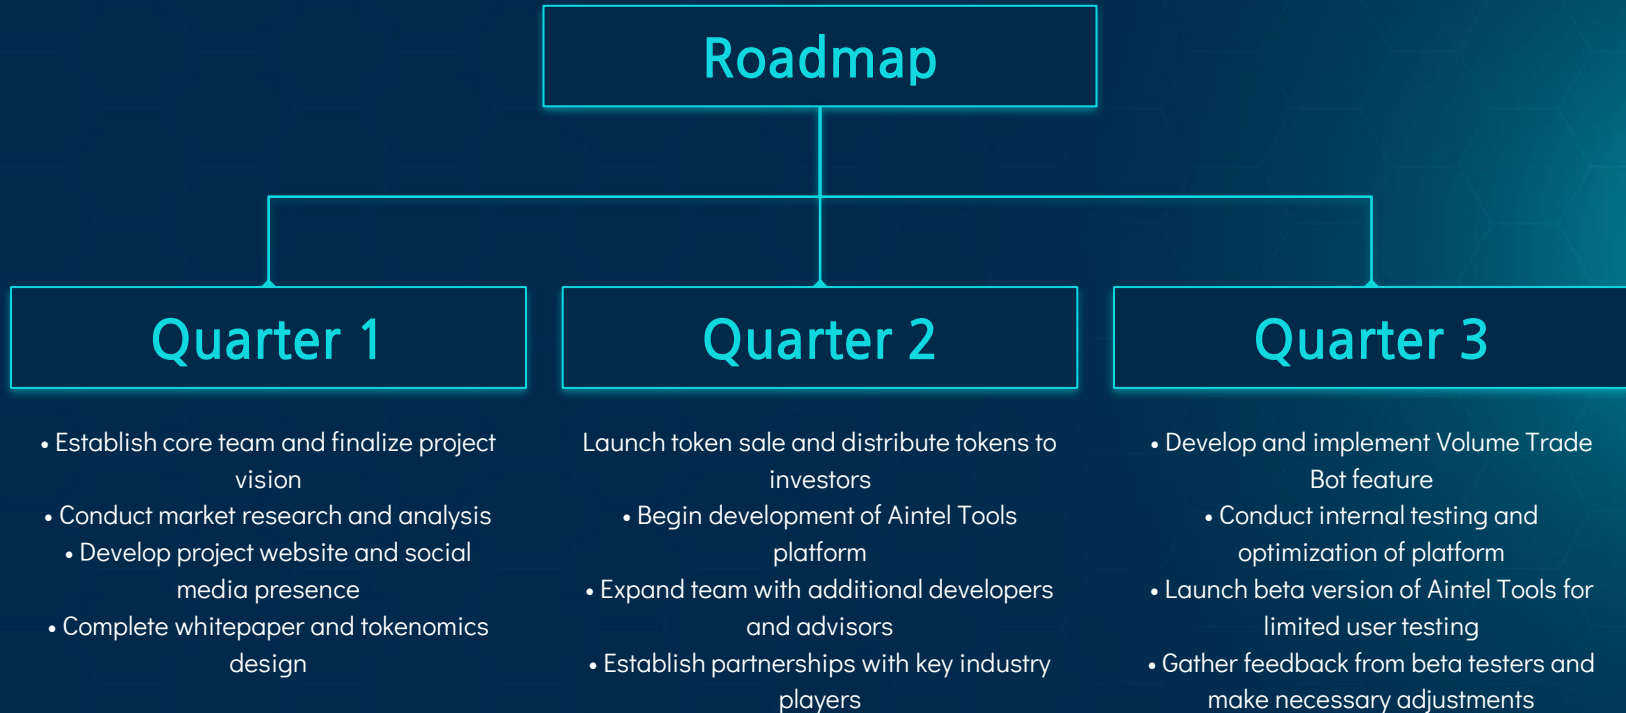 Roadmap
Quarter 1
• Establish core team and finalize project
vision
• Conduct market research and analysis
• Develop project website and social
media presence
• Complete whitepaper and tokenomics
design
Quarter 2
Launch token sale and distribute tokens to
investors
• Begin development of Aintel Tools
platform
• Expand team with additional developers
and advisors
• Establish partnerships with key industry
players
Quarter 3
• Develop and implement Volume Trade
Bot feature
• Conduct internal testing and
optimization of platform
• Launch beta version of Aintel Tools for
limited user testing
• Gather feedback from beta testers and
make necessary adjustments